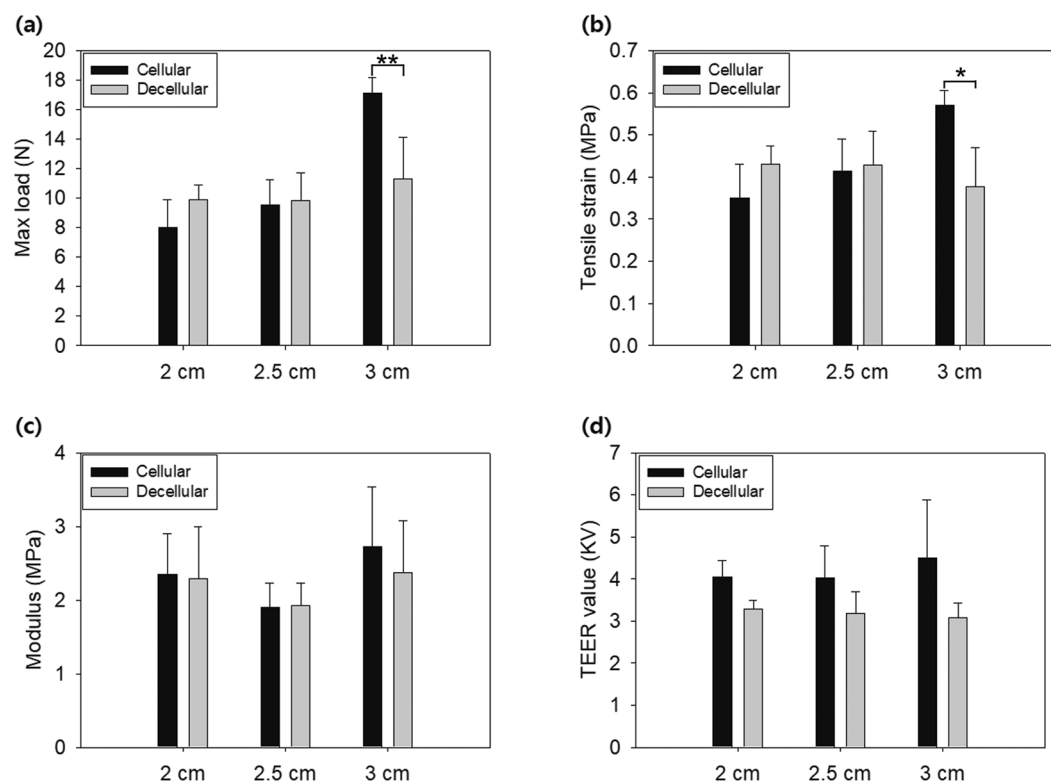 (a)
Max load (N)
20
18
16
14
12
10
8
6
4
2
0
Cellular
Decellular
**
2 cm
2.5 cm
3 cm
(b)
Tensile strain (MPa)
0.7
0.6
0.5
0.4
0.3
0.2
0.1
0.0
Cellular
Decellular
*
2 cm
2.5 cm
3 cm
(c)
Modulus (MPa)
4
3
2
1
0
Cellular
Decellular
2 cm
2.5 cm
3 cm
(d)
TEER value (KV)
7
6
5
4
3
2
1
0
Cellular
Decellular
2 cm
2.5 cm
3 cm